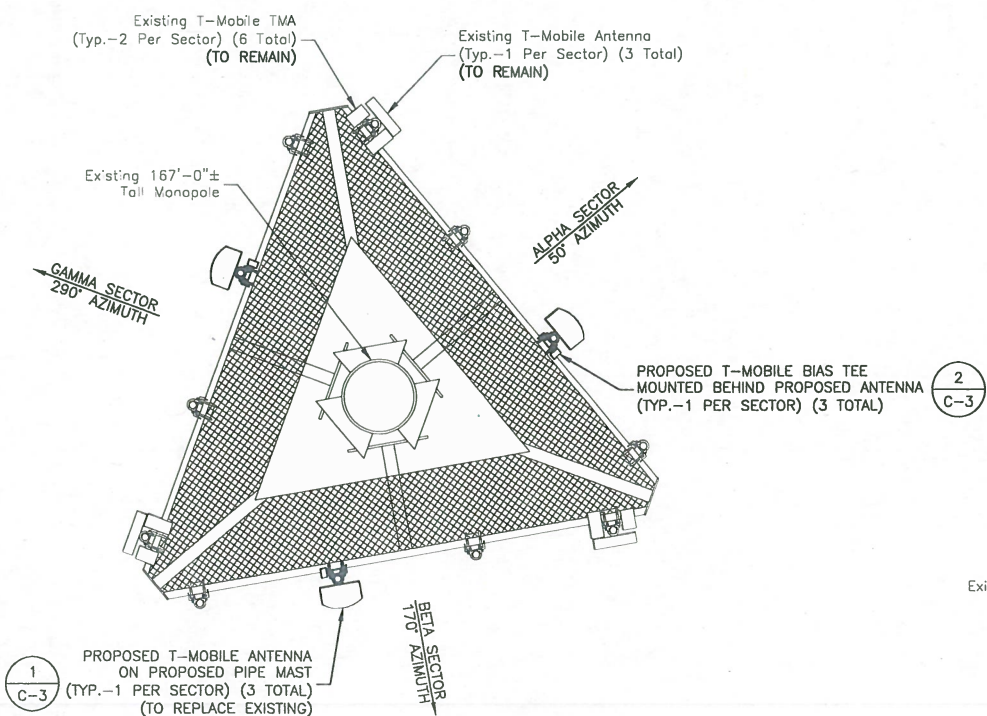 Existing T-Mobile TMA
(Typ.-2 Per Sector) (6 Total)
(TO REMAIN)
Existing T-Mobile Antenna
(Typ.-1 Per Sector) (3 Total)
(TO REMAIN)
Existing 167'-0"±
Tall Monopole
ALPHA SECTOR
50° AZIMUTH
GAMMA SECTOR
290° AZIMUTH
PROPOSED T-MOBILE BIAS TEE
MOUNTED BEHIND PROPOSED ANTENNA
(TYP.-1 PER SECTOR) (3 TOTAL)
2
C-3
Exi
BETA SECTOR
170° AZIMUTH
1
C-3
PROPOSED T-MOBILE ANTENNA
ON PROPOSED PIPE MAST
(TYP.-1 PER SECTOR) (3 TOTAL)
(TO REPLACE EXISTING)